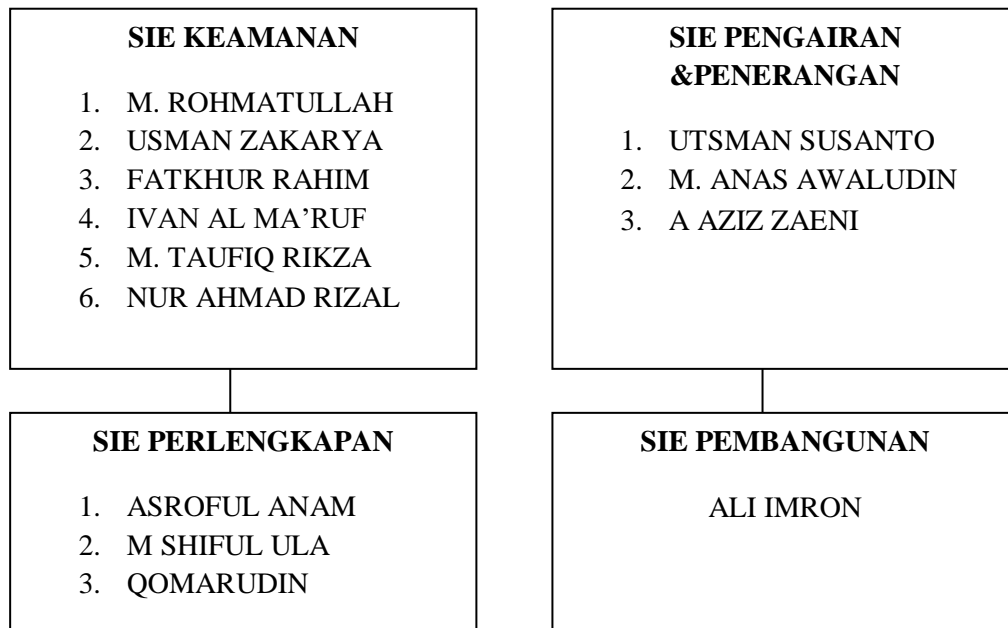 SIE KEAMANAN
1. M. ROHMATULLAH
2. USMAN ZAKARYA
3. FATKHUR RAHIM
4. IVAN AL MA’RUF
5. M. TAUFIQ RIKZA
6. NUR AHMAD RIZAL
SIE PENGAIRAN
&PENERANGAN
1. UTSMAN SUSANTO
2. M. ANAS AWALUDIN
3. A AZIZ ZAENI
SIE PERLENGKAPAN
1. ASROFUL ANAM
2. M SHIFUL ULA
3. QOMARUDIN
SIE PEMBANGUNAN
ALI IMRON